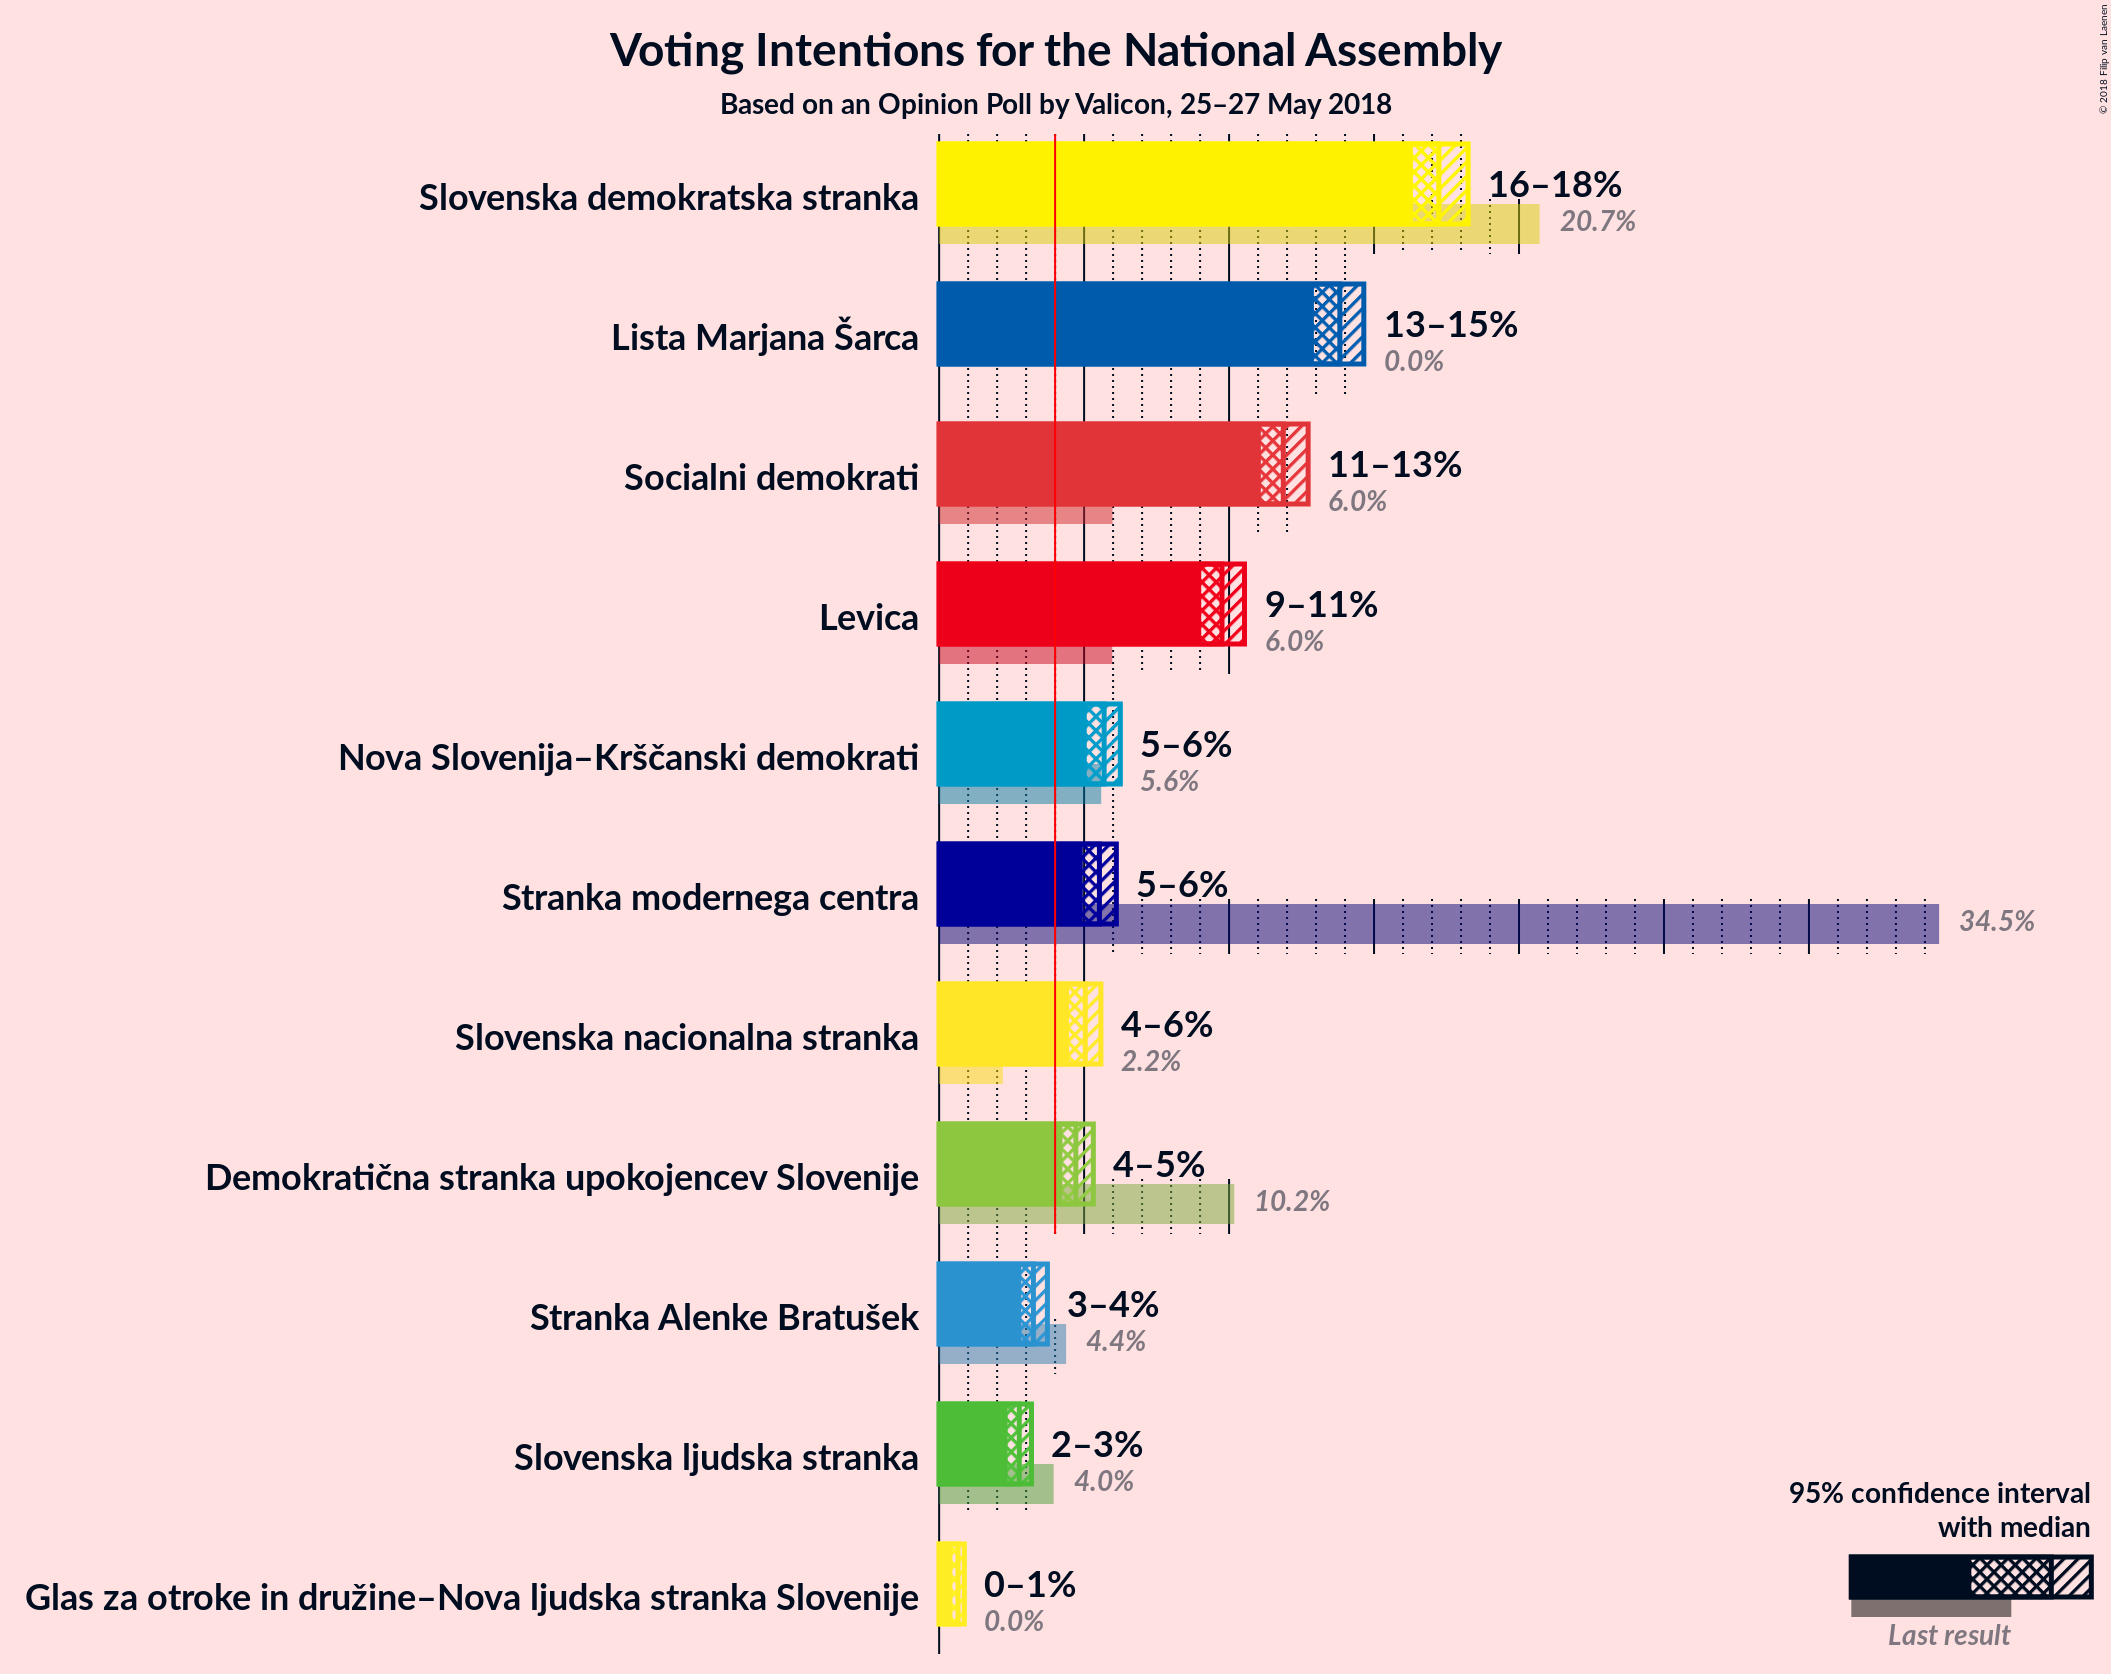 Voting Intentions for the National Assembly
Based on an Opinion Poll by Valicon, 25–27 May 2018
© 2018 Filip van Laenen
Slovenska demokratska stranka
16–18%
20.7%
Lista Marjana Šarca
13–15%
0.0%
Socialni demokrati
11–13%
6.0%
Levica
9–11%
6.0%
Nova Slovenija–Krščanski demokrati
5–6%
5.6%
Stranka modernega centra
5–6%
34.5%
Slovenska nacionalna stranka
4–6%
2.2%
Demokratična stranka upokojencev Slovenije
4–5%
10.2%
Stranka Alenke Bratušek
3–4%
4.4%
Slovenska ljudska stranka
2–3%
4.0%
Glas za otroke in družine–Nova ljudska stranka Slovenije
0–1%
0.0%
95% confidence interval
with median
Last result